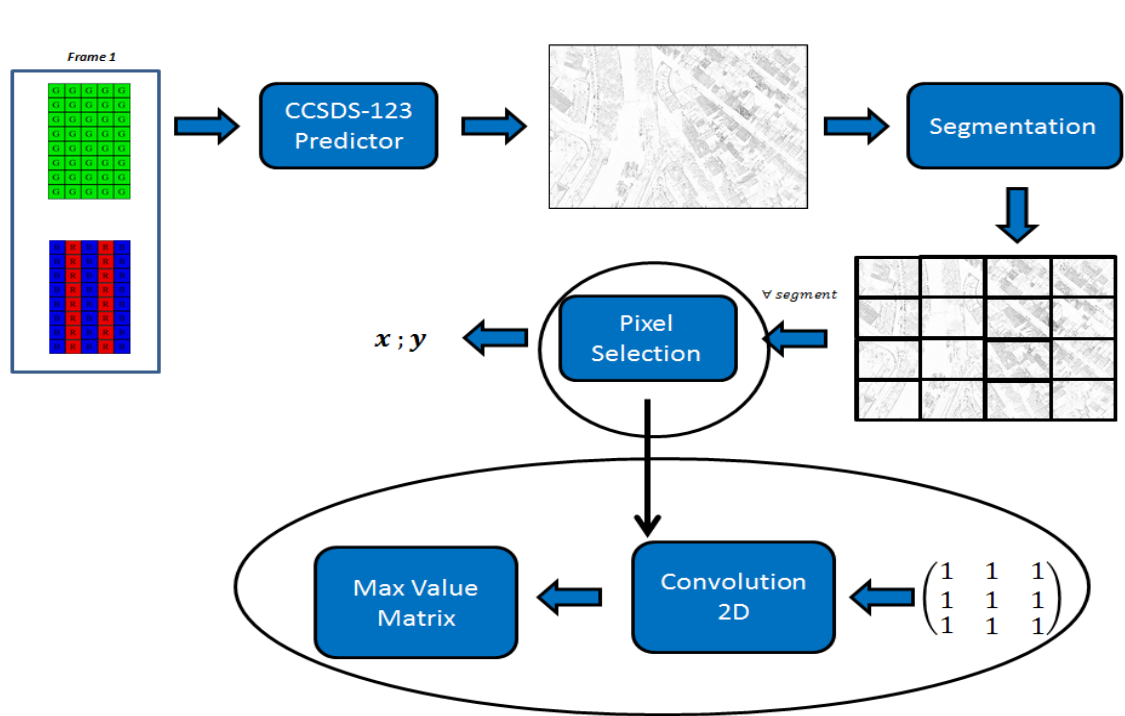 Frame 1
G G G G G
G G G G G
G G G G G
G G G G G
G G G G G
G G G G G
G G G G G
G G G G G
B R B R B
B R B R B
B R B R B
B R B R B
B R B R B
B R B R B
B R B R B
B R B R B
CCSDS-123
Predictor
Segmentation
∀ segment
Pixel
Selection
x ; y
Convolution
2D
1 1 1
1 1 1
1 1 1
Max Value
Matrix